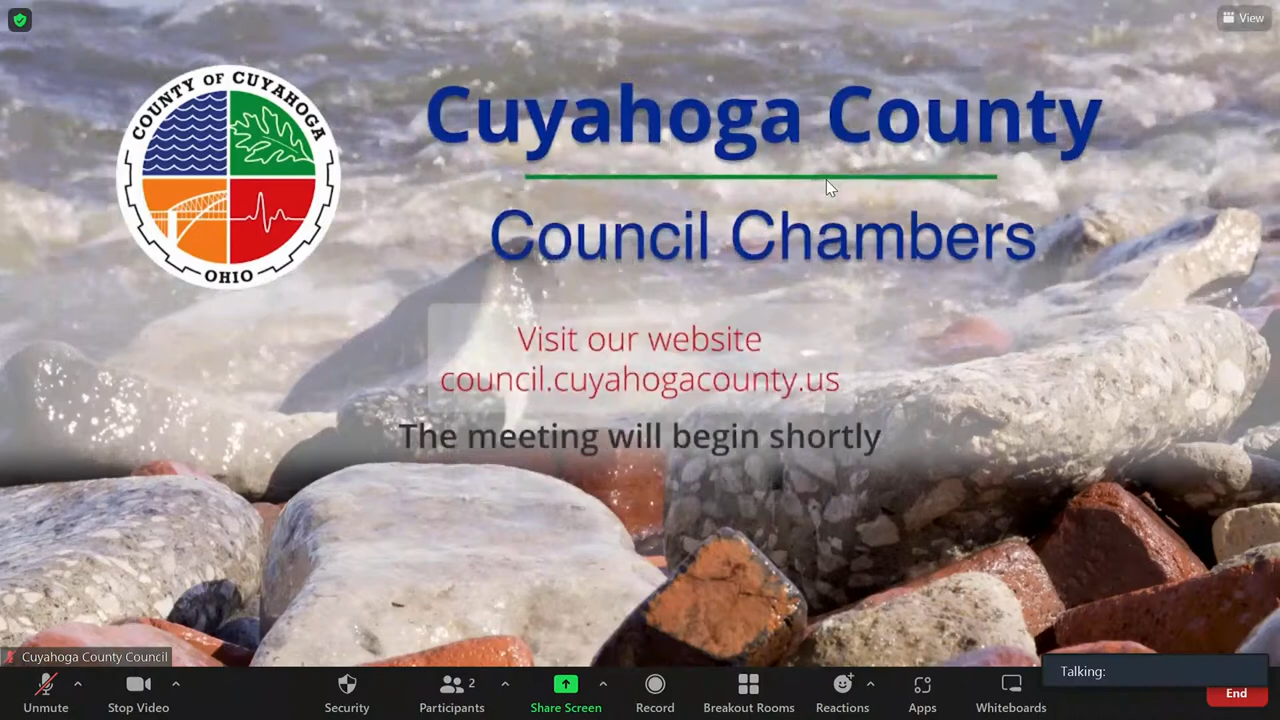 View
COUNTY OF CUYAHOGA
OHIO
Cuyahoga County
Council Chambers
Visit our website
council.cuyahogacounty.us
The meeting will begin shortly
Cuyahoga County Council
Talking:
Unmute
Stop Video
Security
2
Participants
Share Screen
Record
Breakout Rooms
Reactions
Apps
Whiteboards
End